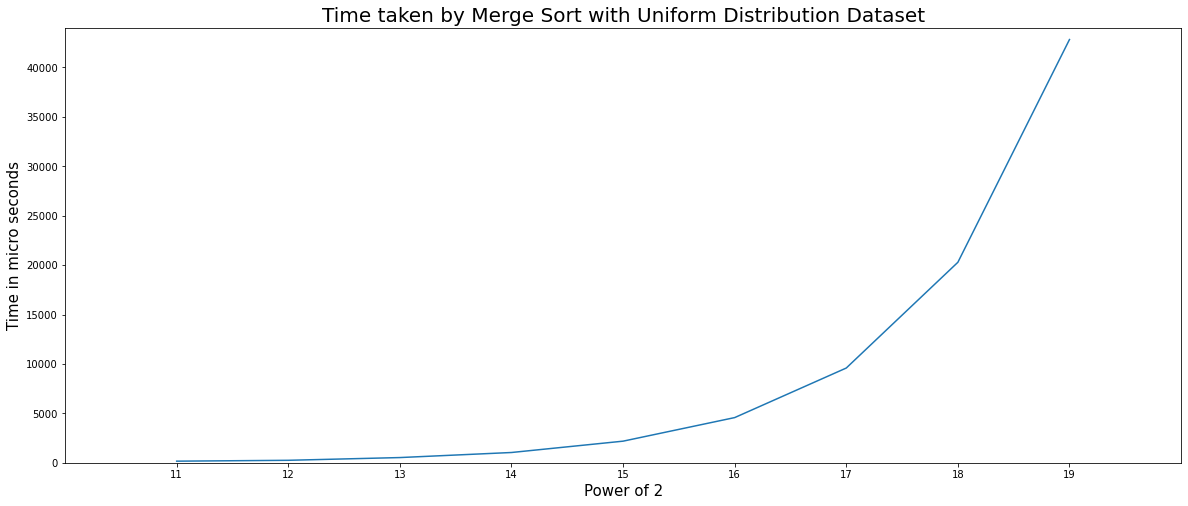 Time taken by Merge Sort with Uniform Distribution Dataset
Time in micro seconds
40000
35000
30000
25000
20000
15000
10000
5000
0
11 12 13 14 15 16 17 18 19
Power of 2